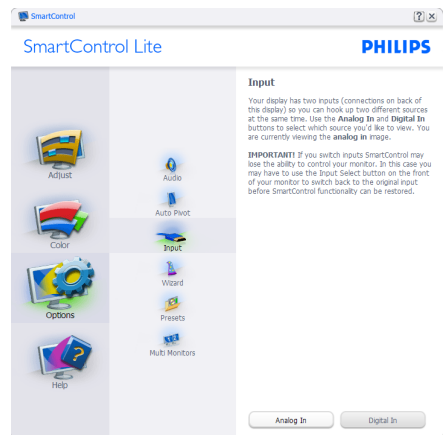 SmartControl
SmartControl Lite
PHILIPS
Adjust
Color
Options
Help
Audio
Auto Pivot
Input
Wizard
Presets
Multi Monitors
Input
Your display has two inputs (connections on back of
this display) so you can hook up two different sources
at the same time. Use the Analog In and Digital In
buttons to select which source you'd like to view. You
are currently viewing the analog in image.
IMPORTANT! If you switch inputs SmartControl may
lose the ability to control your monitor. In this case you
may have to use the Input Select button on the front
of your monitor to switch back to the original input
before SmartControl functionality can be restored.
Analog In
Digital In